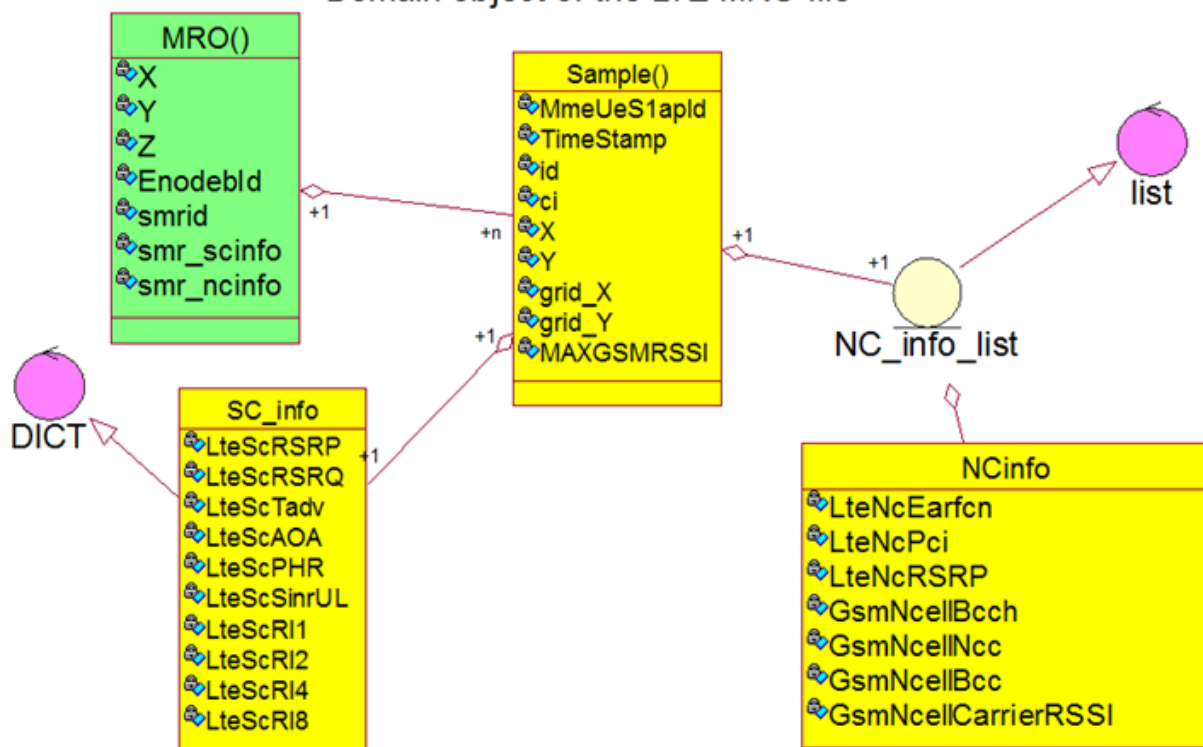 MRO()
X
Y
Z
EnodebId
smrid
smr_scinfo
smr_ncinfo
+1
+n
Sample()
MmeUeS1apId
TimeStamp
id
ci
X
Y
grid_X
grid_Y
MAXGSMRSSI
+1
+1
NC_info_list
list
+1
+1
DICT
SC_info
LteScRSRP
LteScRSRQ
LteScTadv
LteScAOA
LteScPHR
LteScSinrUL
LteScRI1
LteScRI2
LteScRI4
LteScRI8
NCinfo
LteNcEarfcn
LteNcPci
LteNcRSRP
GsmNcellBcch
GsmNcellNcc
GsmNcellBcc
GsmNcellCarrierRSSI